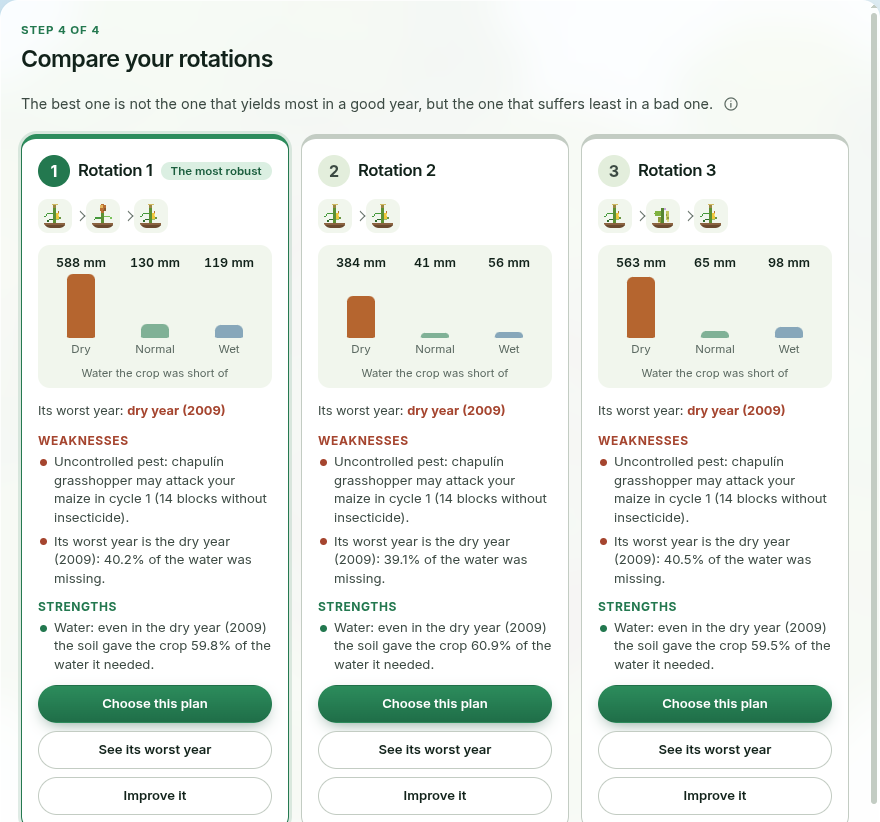 STEP 4 OF 4
Compare your rotations
The best one is not the one that yields most in a good year, but the one that suffers least in a bad one.
1 Rotation 1 The most robust
588 mm 130 mm 119 mm
Dry Normal Wet
Water the crop was short of
Its worst year: dry year (2009)
WEAKNESSES
Uncontrolled pest: chapulín
grasshopper may attack your
maize in cycle 1 (14 blocks without
insecticide).
Its worst year is the dry year
(2009): 40.2% of the water was
missing.
STRENGTHS
Water: even in the dry year (2009)
the soil gave the crop 59.8% of the
water it needed.
Choose this plan
See its worst year
Improve it
2 Rotation 2
384 mm 41 mm 56 mm
Dry Normal Wet
Water the crop was short of
Its worst year: dry year (2009)
WEAKNESSES
Uncontrolled pest: chapulín
grasshopper may attack your
maize in cycle 1 (14 blocks without
insecticide).
Its worst year is the dry year
(2009): 39.1% of the water was
missing.
STRENGTHS
Water: even in the dry year (2009)
the soil gave the crop 60.9% of the
water it needed.
Choose this plan
See its worst year
Improve it
3 Rotation 3
563 mm 65 mm 98 mm
Dry Normal Wet
Water the crop was short of
Its worst year: dry year (2009)
WEAKNESSES
Uncontrolled pest: chapulín
grasshopper may attack your
maize in cycle 1 (14 blocks without
insecticide).
Its worst year is the dry year
(2009): 40.5% of the water was
missing.
STRENGTHS
Water: even in the dry year (2009)
the soil gave the crop 59.5% of the
water it needed.
Choose this plan
See its worst year
Improve it